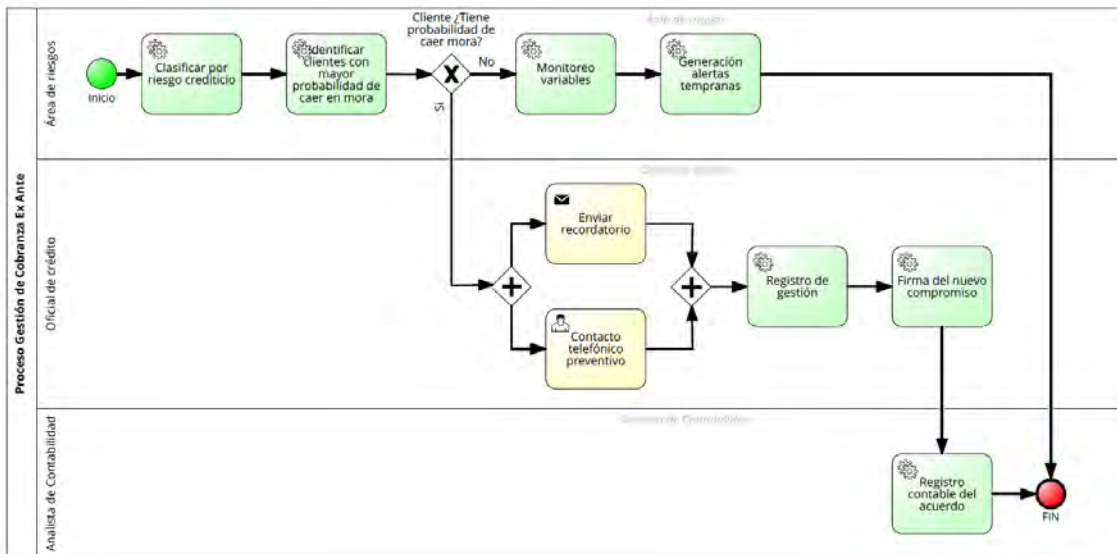 Proceso Gestión de Cobranza Ex Ante
Área de riesgos
Inicio
Clasificar por
riesgo crediticio
Identificar
clientes con
mayor
probabilidad de
caer en mora
Cliente ¿Tiene
probabilidad de
caer mora?
No
Si
Monitoreo
variables
Generación
alertas
tempranas
Oficial de crédito
Enviar
recordatorio
Contacto
telefónico
preventivo
Registro de
gestión
Firma del nuevo
compromiso
Analista de Contabilidad
Registro
contable del
acuerdo
FIN